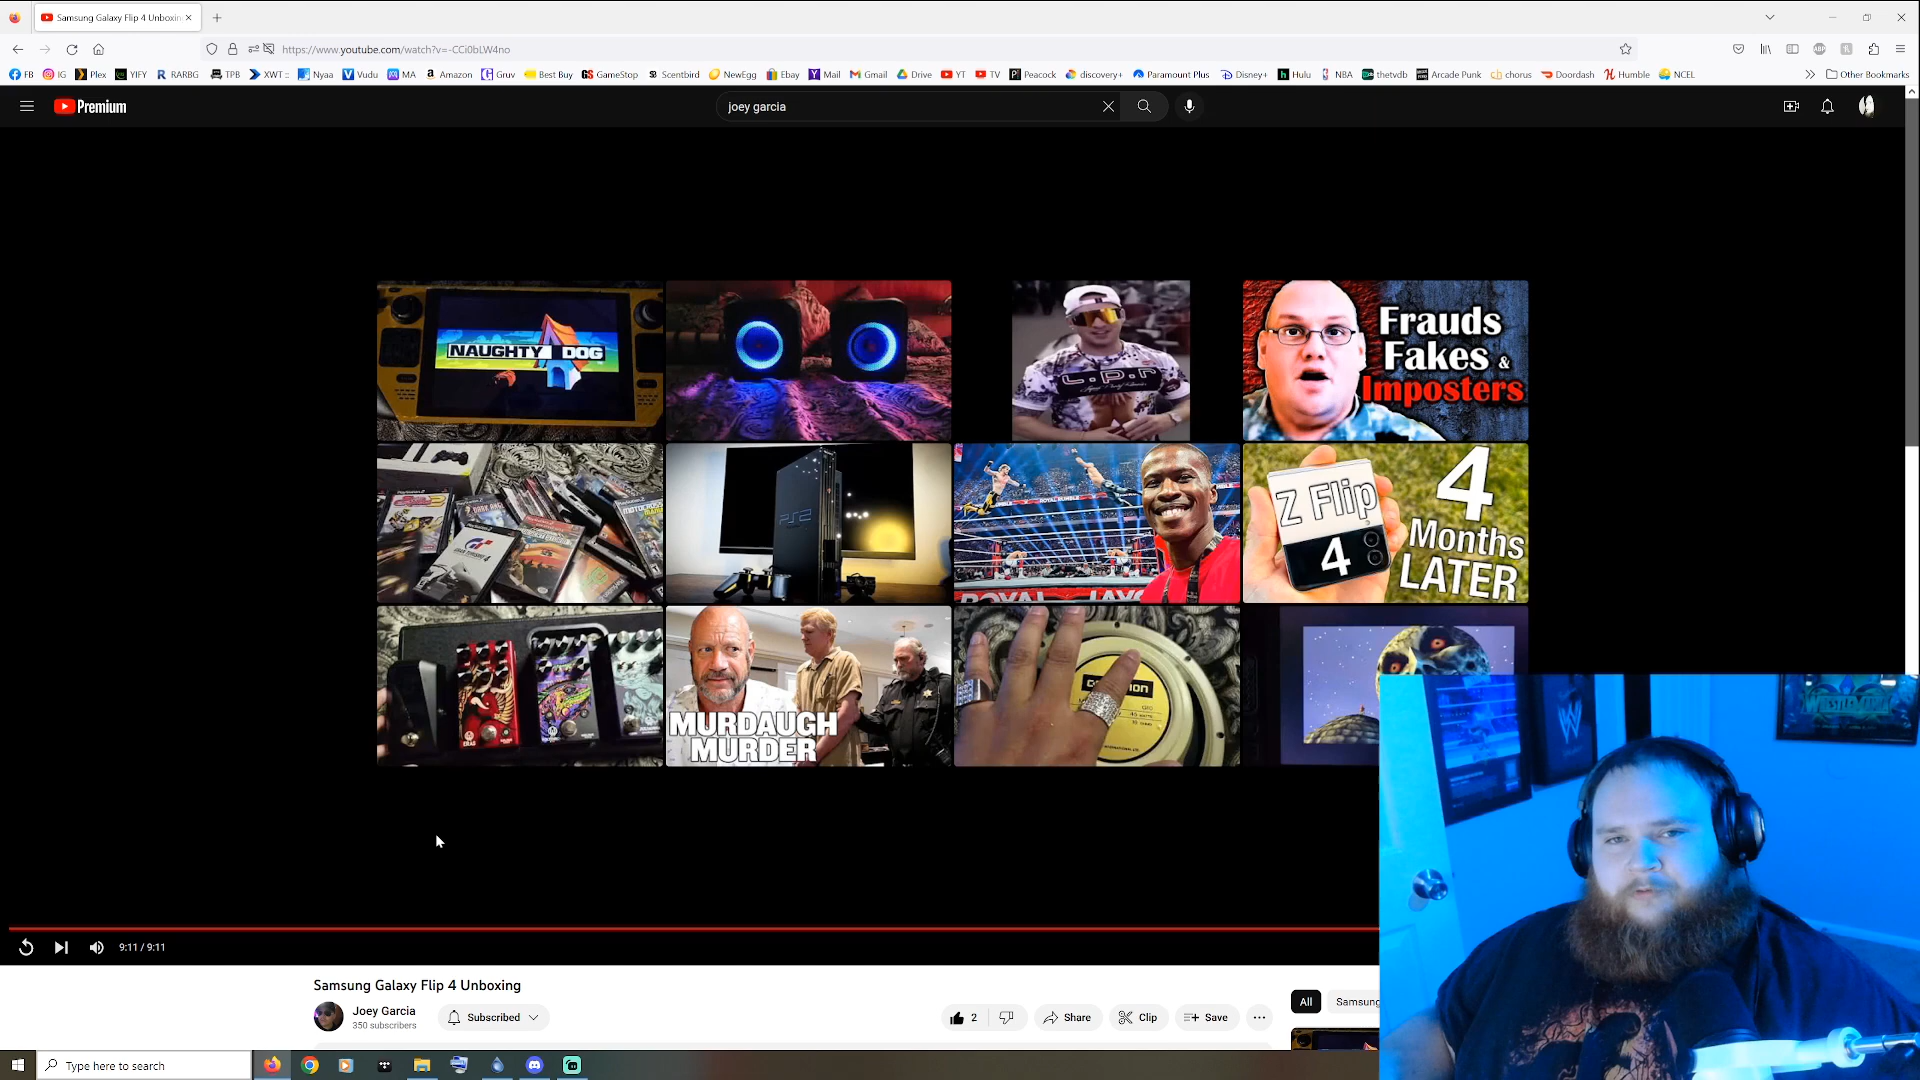 Samsung Galaxy Flip 4 Unboxin
https://www.youtube.com/watch?v=-CCi0bLW4no
FB IG Plex YIFY RARBG TPB XWT :: Nyaa Vudu MA Amazon Gruv Best Buy GameStop Scentbird NewEgg Ebay Mail Gmail Drive YT TV Peacock discovery+ Paramount Plus Disney+ Hulu NBA thetvdb Arcade Punk chorus Doordash Humble NCEL Other Bookmarks
Premium
joey garcia
NAUGHTY DOG
L.P.R
Frauds
Fakes &
Imposters
PS2
ROYAL RUMBLE
Z Flip
4
4
Months
LATER
MURDAUGH
MURDER
9:11 / 9:11
Samsung Galaxy Flip 4 Unboxing
Joey Garcia
350 subscribers
Subscribed
2
Share
Clip
Save
All
Samsung
Type here to search